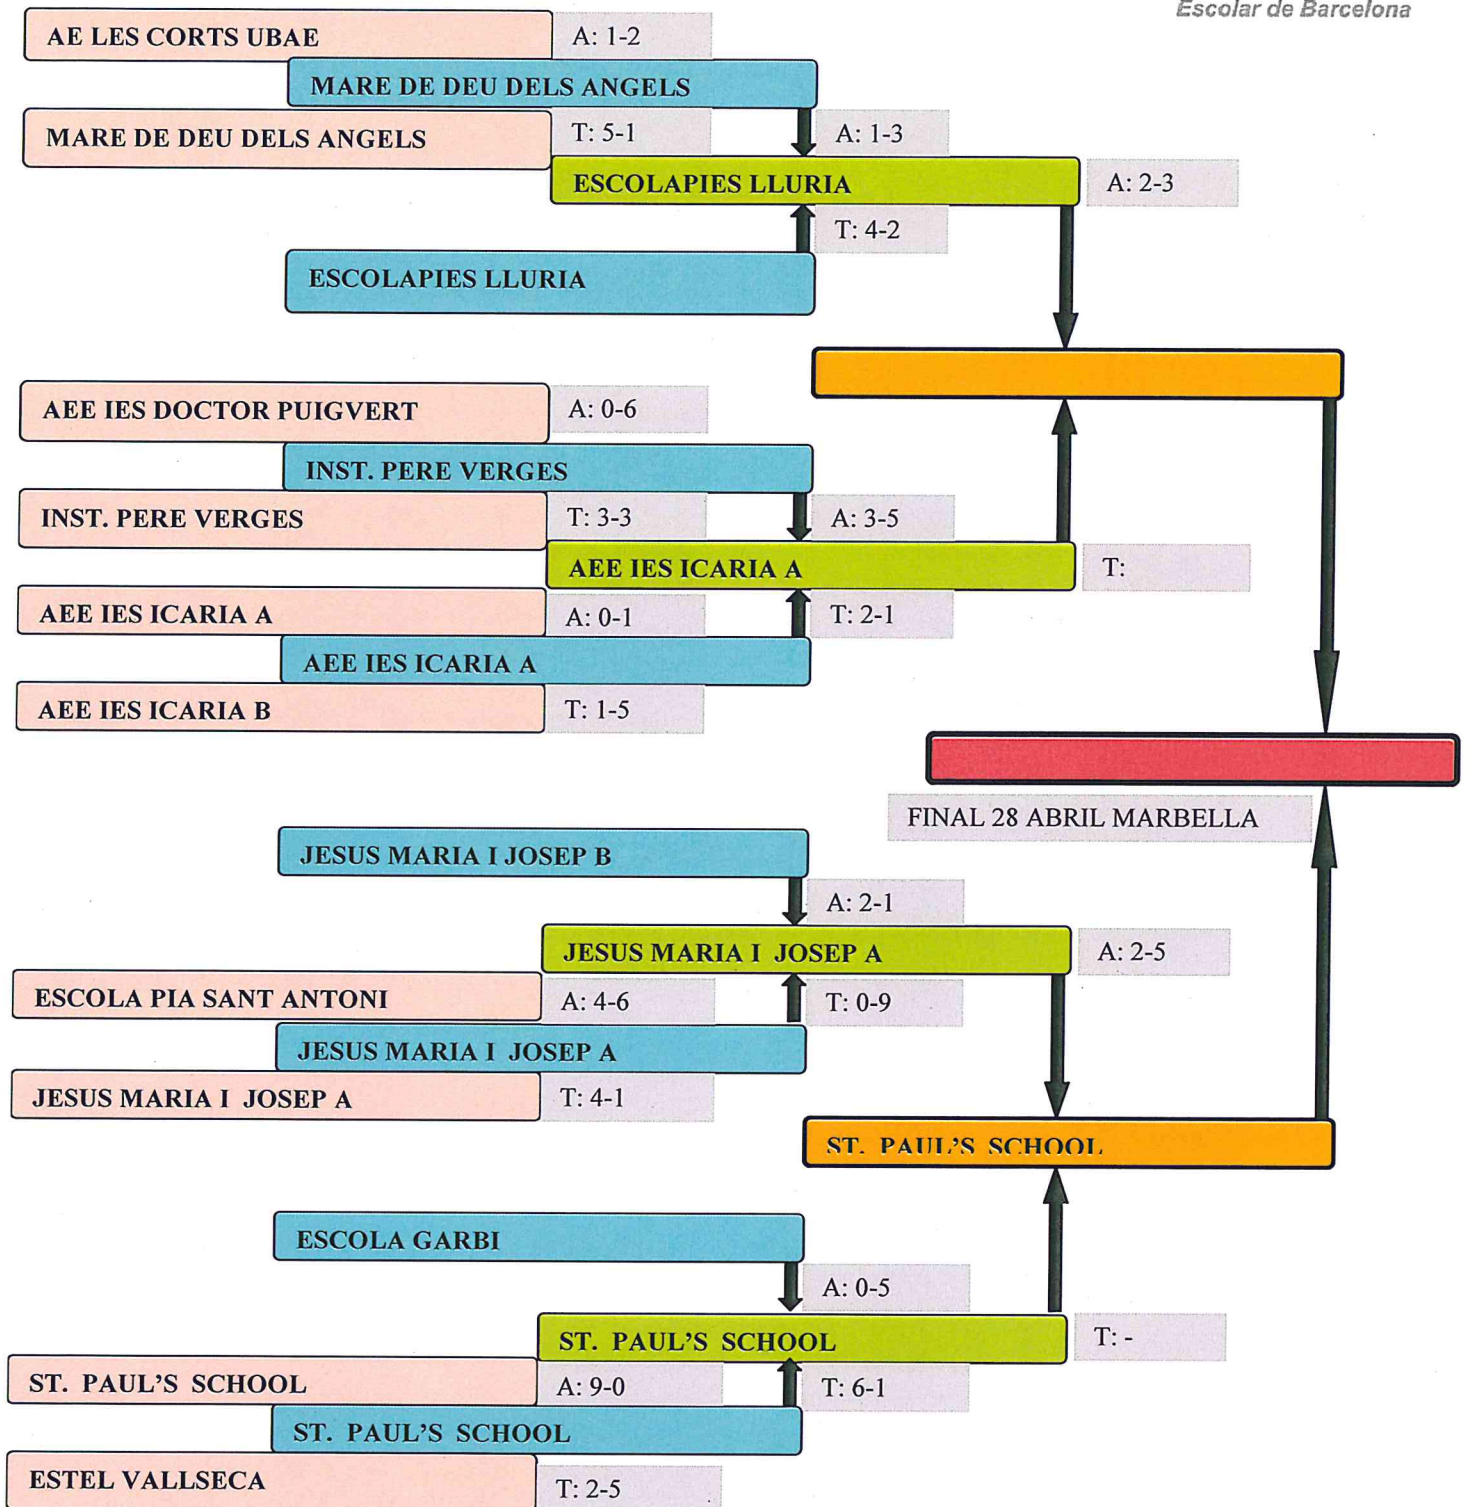 Escolar de Barcelona
AE LES CORTS UBAE
A: 1-2
MARE DE DEU DELS ANGELS
MARE DE DEU DELS ANGELS
T: 5-1
A: 1-3
ESCOLAPIES LLURIA
A: 2-3
T: 4-2
ESCOLAPIES LLURIA
AEE IES DOCTOR PUIGVERT
A: 0-6
INST. PERE VERGES
INST. PERE VERGES
T: 3-3
A: 3-5
AEE IES ICARIA A
T:
AEE IES ICARIA A
A: 0-1
T: 2-1
AEE IES ICARIA A
AEE IES ICARIA B
T: 1-5
FINAL 28 ABRIL MARBELLA
JESUS MARIA I JOSEP B
A: 2-1
JESUS MARIA I JOSEP A
A: 2-5
ESCOLA PIA SANT ANTONI
A: 4-6
T: 0-9
JESUS MARIA I JOSEP A
JESUS MARIA I JOSEP A
T: 4-1
ST. PAUL'S SCHOOL
ESCOLA GARBI
A: 0-5
ST. PAUL'S SCHOOL
T: -
ST. PAUL'S SCHOOL
A: 9-0
T: 6-1
ST. PAUL'S SCHOOL
ESTEL VALLSECA
T: 2-5